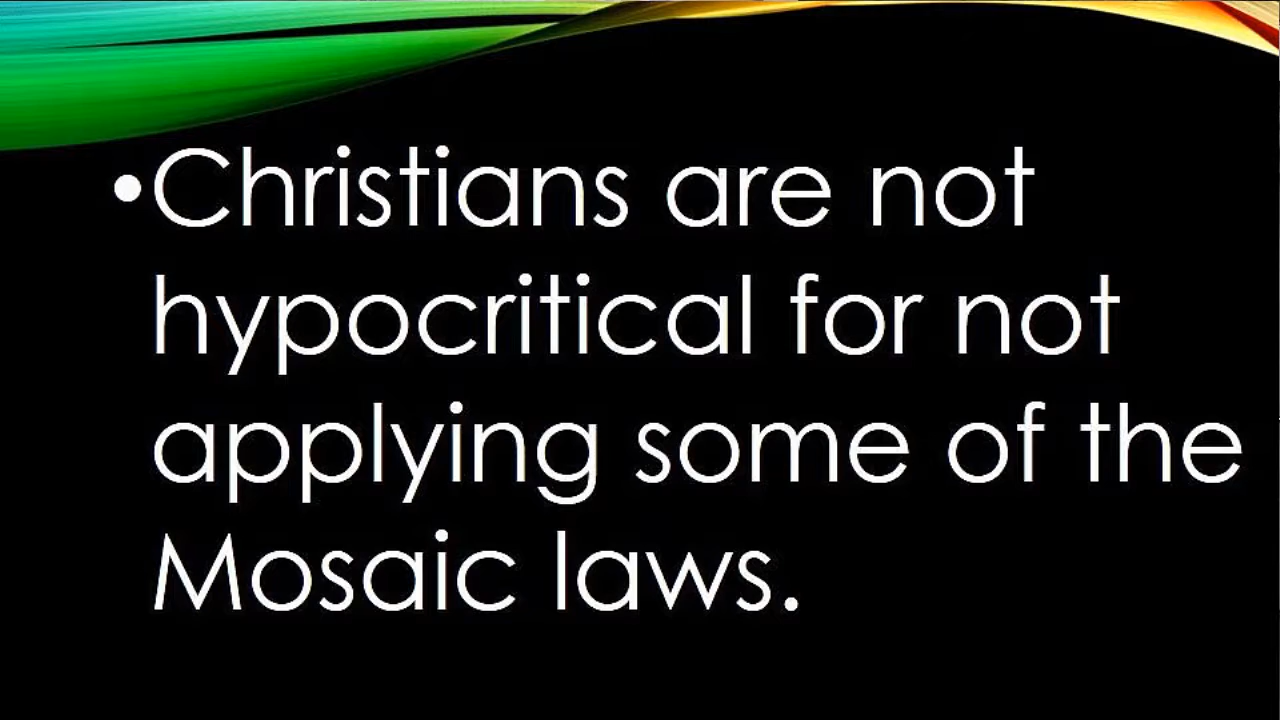 •Christians are not
hypocritical for not
applying some of the
Mosaic laws.